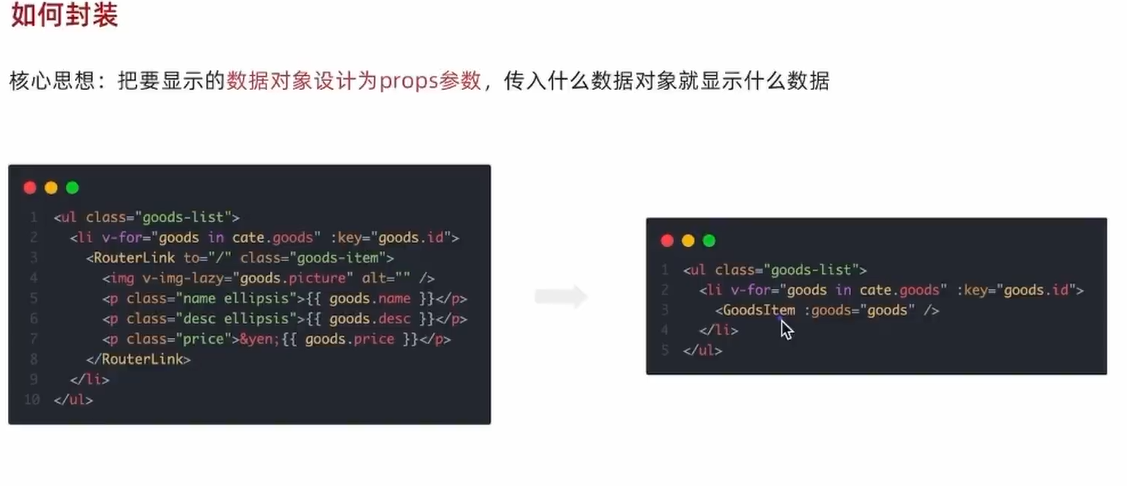 如何封装
核心思想：把要显示的数据对象设计为props参数，传入什么数据对象就显示什么数据
1 <ul class="goods-list">
2 <li v-for="goods in cate.goods" :key="goods.id">
3 <RouterLink to="/" class="goods-item">
4 <img v-img-lazy="goods.picture" alt="" />
5 <p class="name ellipsis">{{ goods.name }}</p>
6 <p class="desc ellipsis">{{ goods.desc }}</p>
7 <p class="price">&yen;{{ goods.price }}</p>
8 </RouterLink>
9 </li>
10 </ul>
1 <ul class="goods-list">
2 <li v-for="goods in cate.goods" :key="goods.id">
3 <GoodsItem :goods="goods" />
4 </li>
5 </ul>